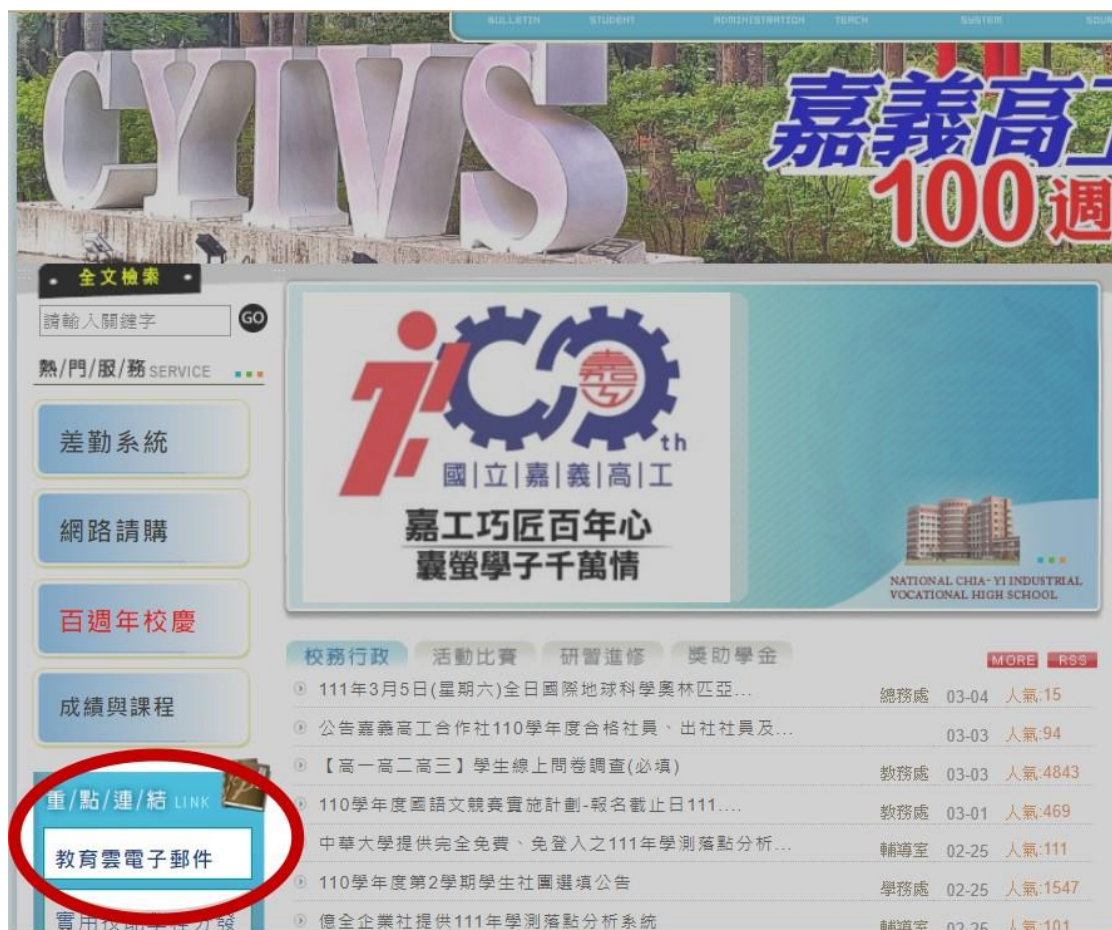 BULLETIN STUDENT ADMINISTRATION TEACH SYSTEM
CYIVS
嘉義高工
100週
全文檢索
請輸入關鍵字 GO
熱/門/服/務 SERVICE
差勤系統
網路請購
百週年校慶
成績與課程
重/點/連/結 LINK
教育雲電子郵件
th
國|立|嘉|義|高|工
嘉工巧匠百年心
囊螢學子千萬情
NATIONAL CHIA-YI INDUSTRIAL
VOCATIONAL HIGH SCHOOL
校務行政 活動比賽 研習進修 獎助學金 MORE RSS
111年3月5日(星期六)全日國際地球科學奧林匹亞... 總務處 03-04 人氣:15
公告嘉義高工合作社110學年度合格社員、出社社員及... 03-03 人氣:94
【高一高二高三】學生線上問卷調查(必填) 教務處 03-03 人氣:4843
110學年度國語文競賽實施計劃-報名截止日111.... 教務處 03-01 人氣:469
中華大學提供完全免費、免登入之111年學測落點分析... 輔導室 02-25 人氣:111
110學年度第2學期學生社團選填公告 學務處 02-25 人氣:1547
億全企業社提供111年學測落點分析系統 輔導室 02-25 人氣:101